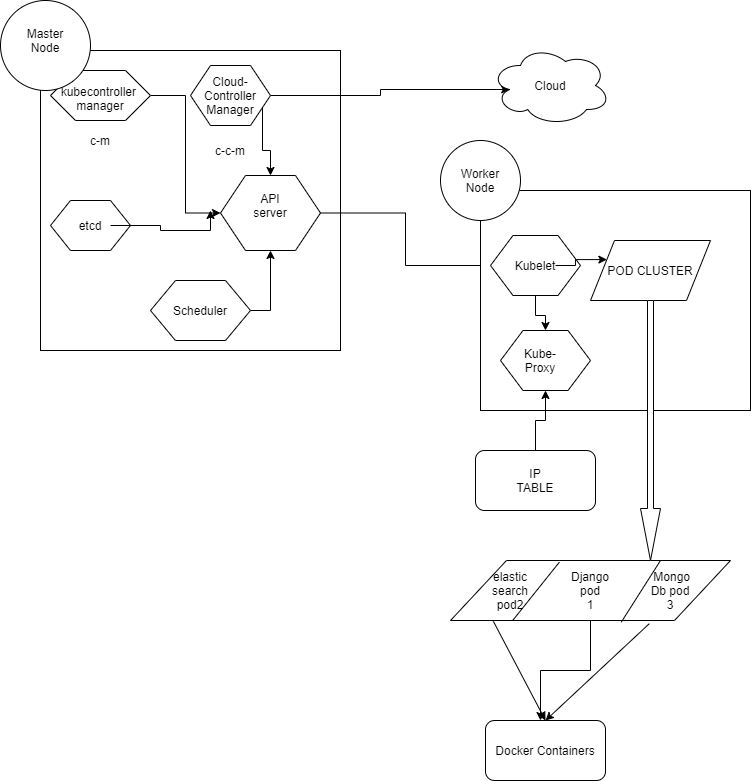 Master
Node
kubecontroller
manager
c-m
Cloud-
Controller
Manager
c-c-m
Cloud
etcd
API
server
Scheduler
Worker
Node
Kubelet
POD CLUSTER
Kube-
Proxy
IP
TABLE
elastic
search
pod2
Django
pod
1
Mongo
Db pod
3
Docker Containers